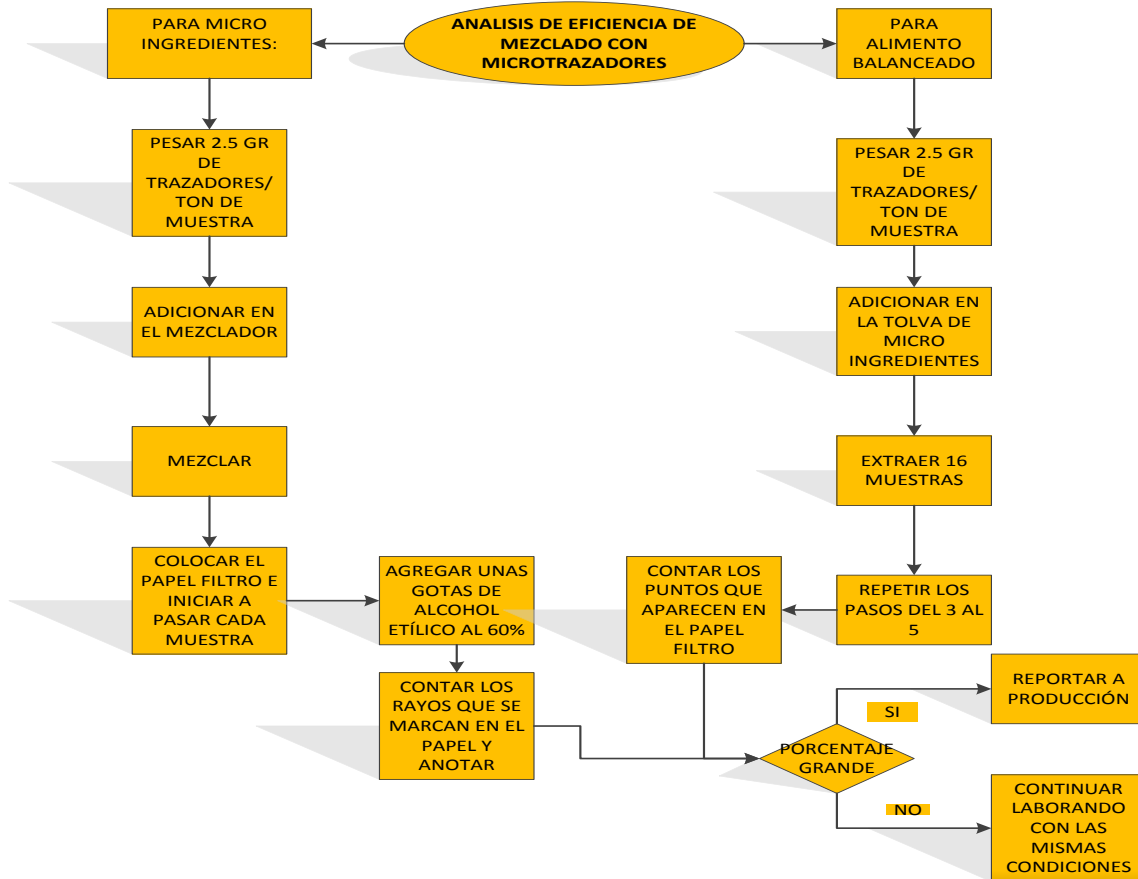 ANALISIS DE EFICIENCIA DE
MEZCLADO CON
MICROTRAZADORES
PARA MICRO
INGREDIENTES:
PESAR 2.5 GR
DE
TRAZADORES/
TON DE
MUESTRA
ADICIONAR EN
EL MEZCLADOR
MEZCLAR
COLOCAR EL
PAPEL FILTRO E
INICIAR A
PASAR CADA
MUESTRA
AGREGAR UNAS
GOTAS DE
ALCOHOL
ETÍLICO AL 60%
CONTAR LOS
RAYOS QUE SE
MARCAN EN EL
PAPEL Y
ANOTAR
PARA
ALIMENTO
BALANCEADO
PESAR 2.5 GR
DE
TRAZADORES/
TON DE
MUESTRA
ADICIONAR EN
LA TOLVA DE
MICRO
INGREDIENTES
EXTRAER 16
MUESTRAS
REPETIR LOS
PASOS DEL 3 AL
5
CONTAR LOS
PUNTOS QUE
APARECEN EN
EL PAPEL
FILTRO
PORCENTAJE
GRANDE
SI
REPORTAR A
PRODUCCIÓN
NO
CONTINUAR
LABORANDO
CON LAS
MISMAS
CONDICIONES